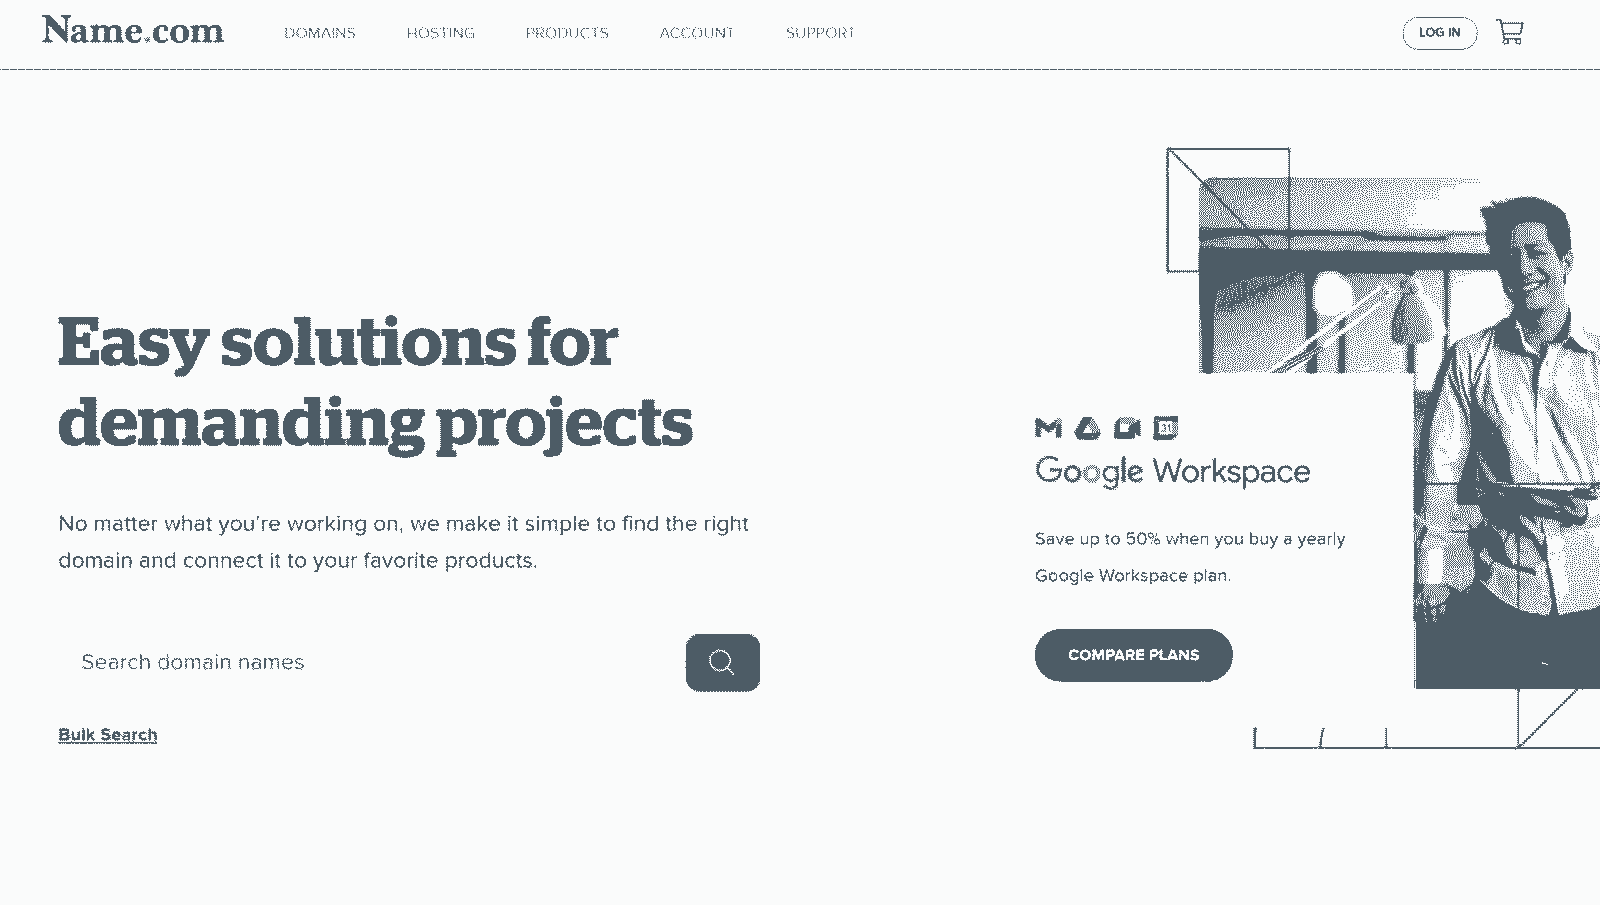 Name.com
DOMAINS
HOSTING
PRODUCTS
ACCOUNT
SUPPORT
LOG IN
Easy solutions for
demanding projects
No matter what you're working on, we make it simple to find the right
domain and connect it to your favorite products.
Search domain names
Bulk Search
31
Google Workspace
Save up to 50% when you buy a yearly
Google Workspace plan.
COMPARE PLANS